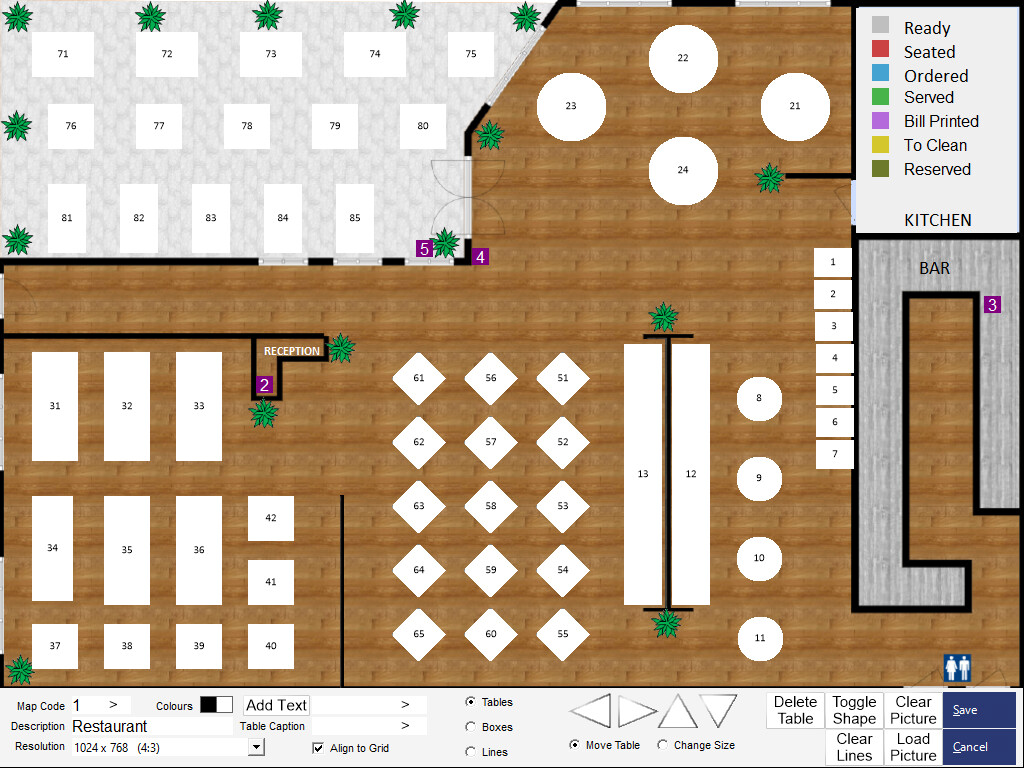 71 72 73 74 75
76 77 78 79 80
81 82 83 84 85
5
4
22
23 21
24
Ready
Seated
Ordered
Served
Bill Printed
To Clean
Reserved
KITCHEN
BAR
3
1
2
3
4
5
6
7
RECEPTION
2
31 32 33
34 35 36
42
41
37 38 39 40
61 56 51
62 57 52
63 58 53
64 59 54
65 60 55
13 12
8
9
10
11
Map Code 1 >
Colours
Add Text >
Description Restaurant
Table Caption >
Resolution 1024 x 768 (4:3)
Align to Grid
Tables
Boxes
Lines
Move Table Change Size
Delete Table
Toggle Shape
Clear Picture
Save
Clear Lines
Load Picture
Cancel